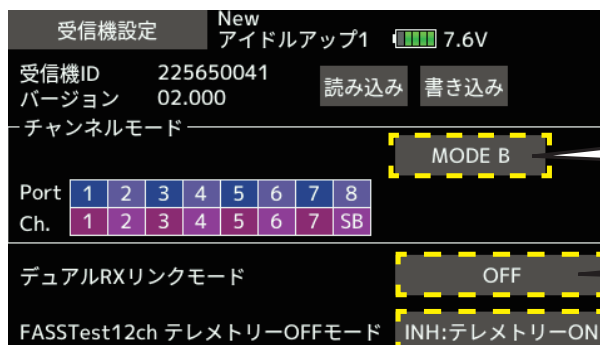 受信機設定
New
アイドルアップ1 7.6V
受信機ID 225650041
バージョン 02.000
読み込み 書き込み
チャンネルモード
MODE B
Port 1 2 3 4 5 6 7 8
Ch. 1 2 3 4 5 6 7 SB
デュアルRXリンクモード OFF
FASSTest12ch テレメトリーOFFモード INH:テレメトリーON